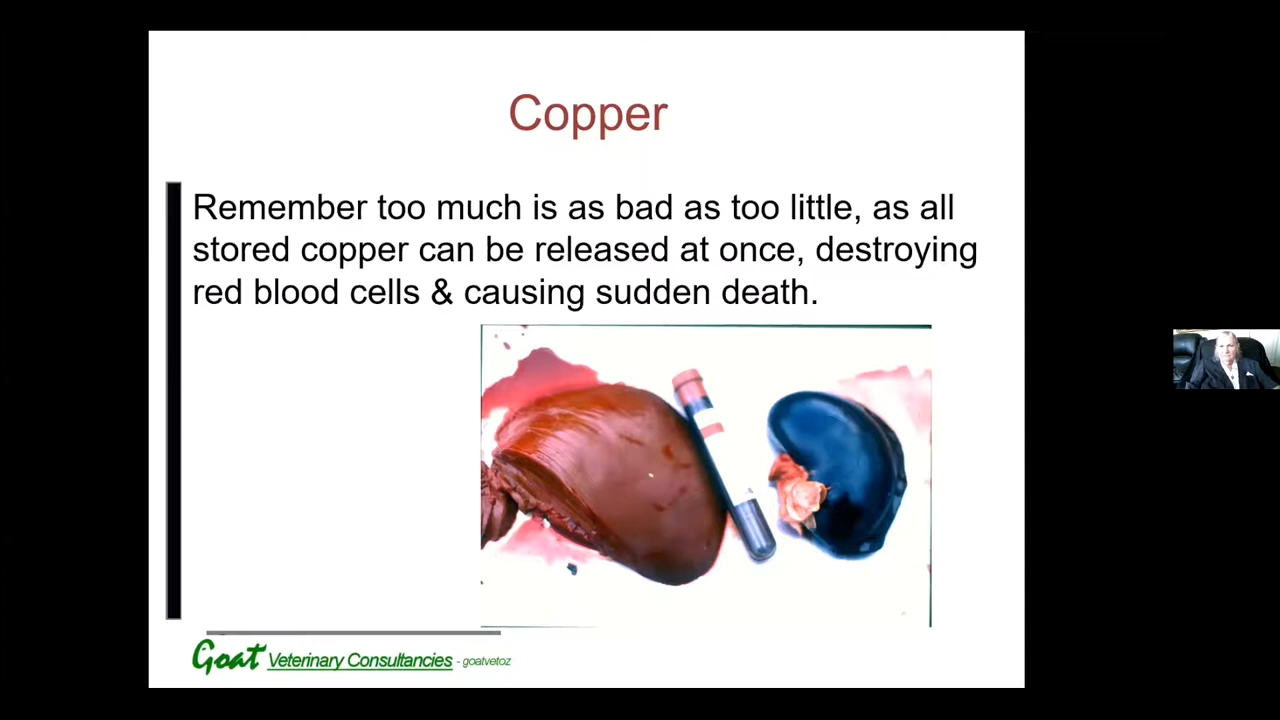 Copper
Remember too much is as bad as too little, as all
stored copper can be released at once, destroying
red blood cells & causing sudden death.
Goat Veterinary Consultancies - goatvetoz